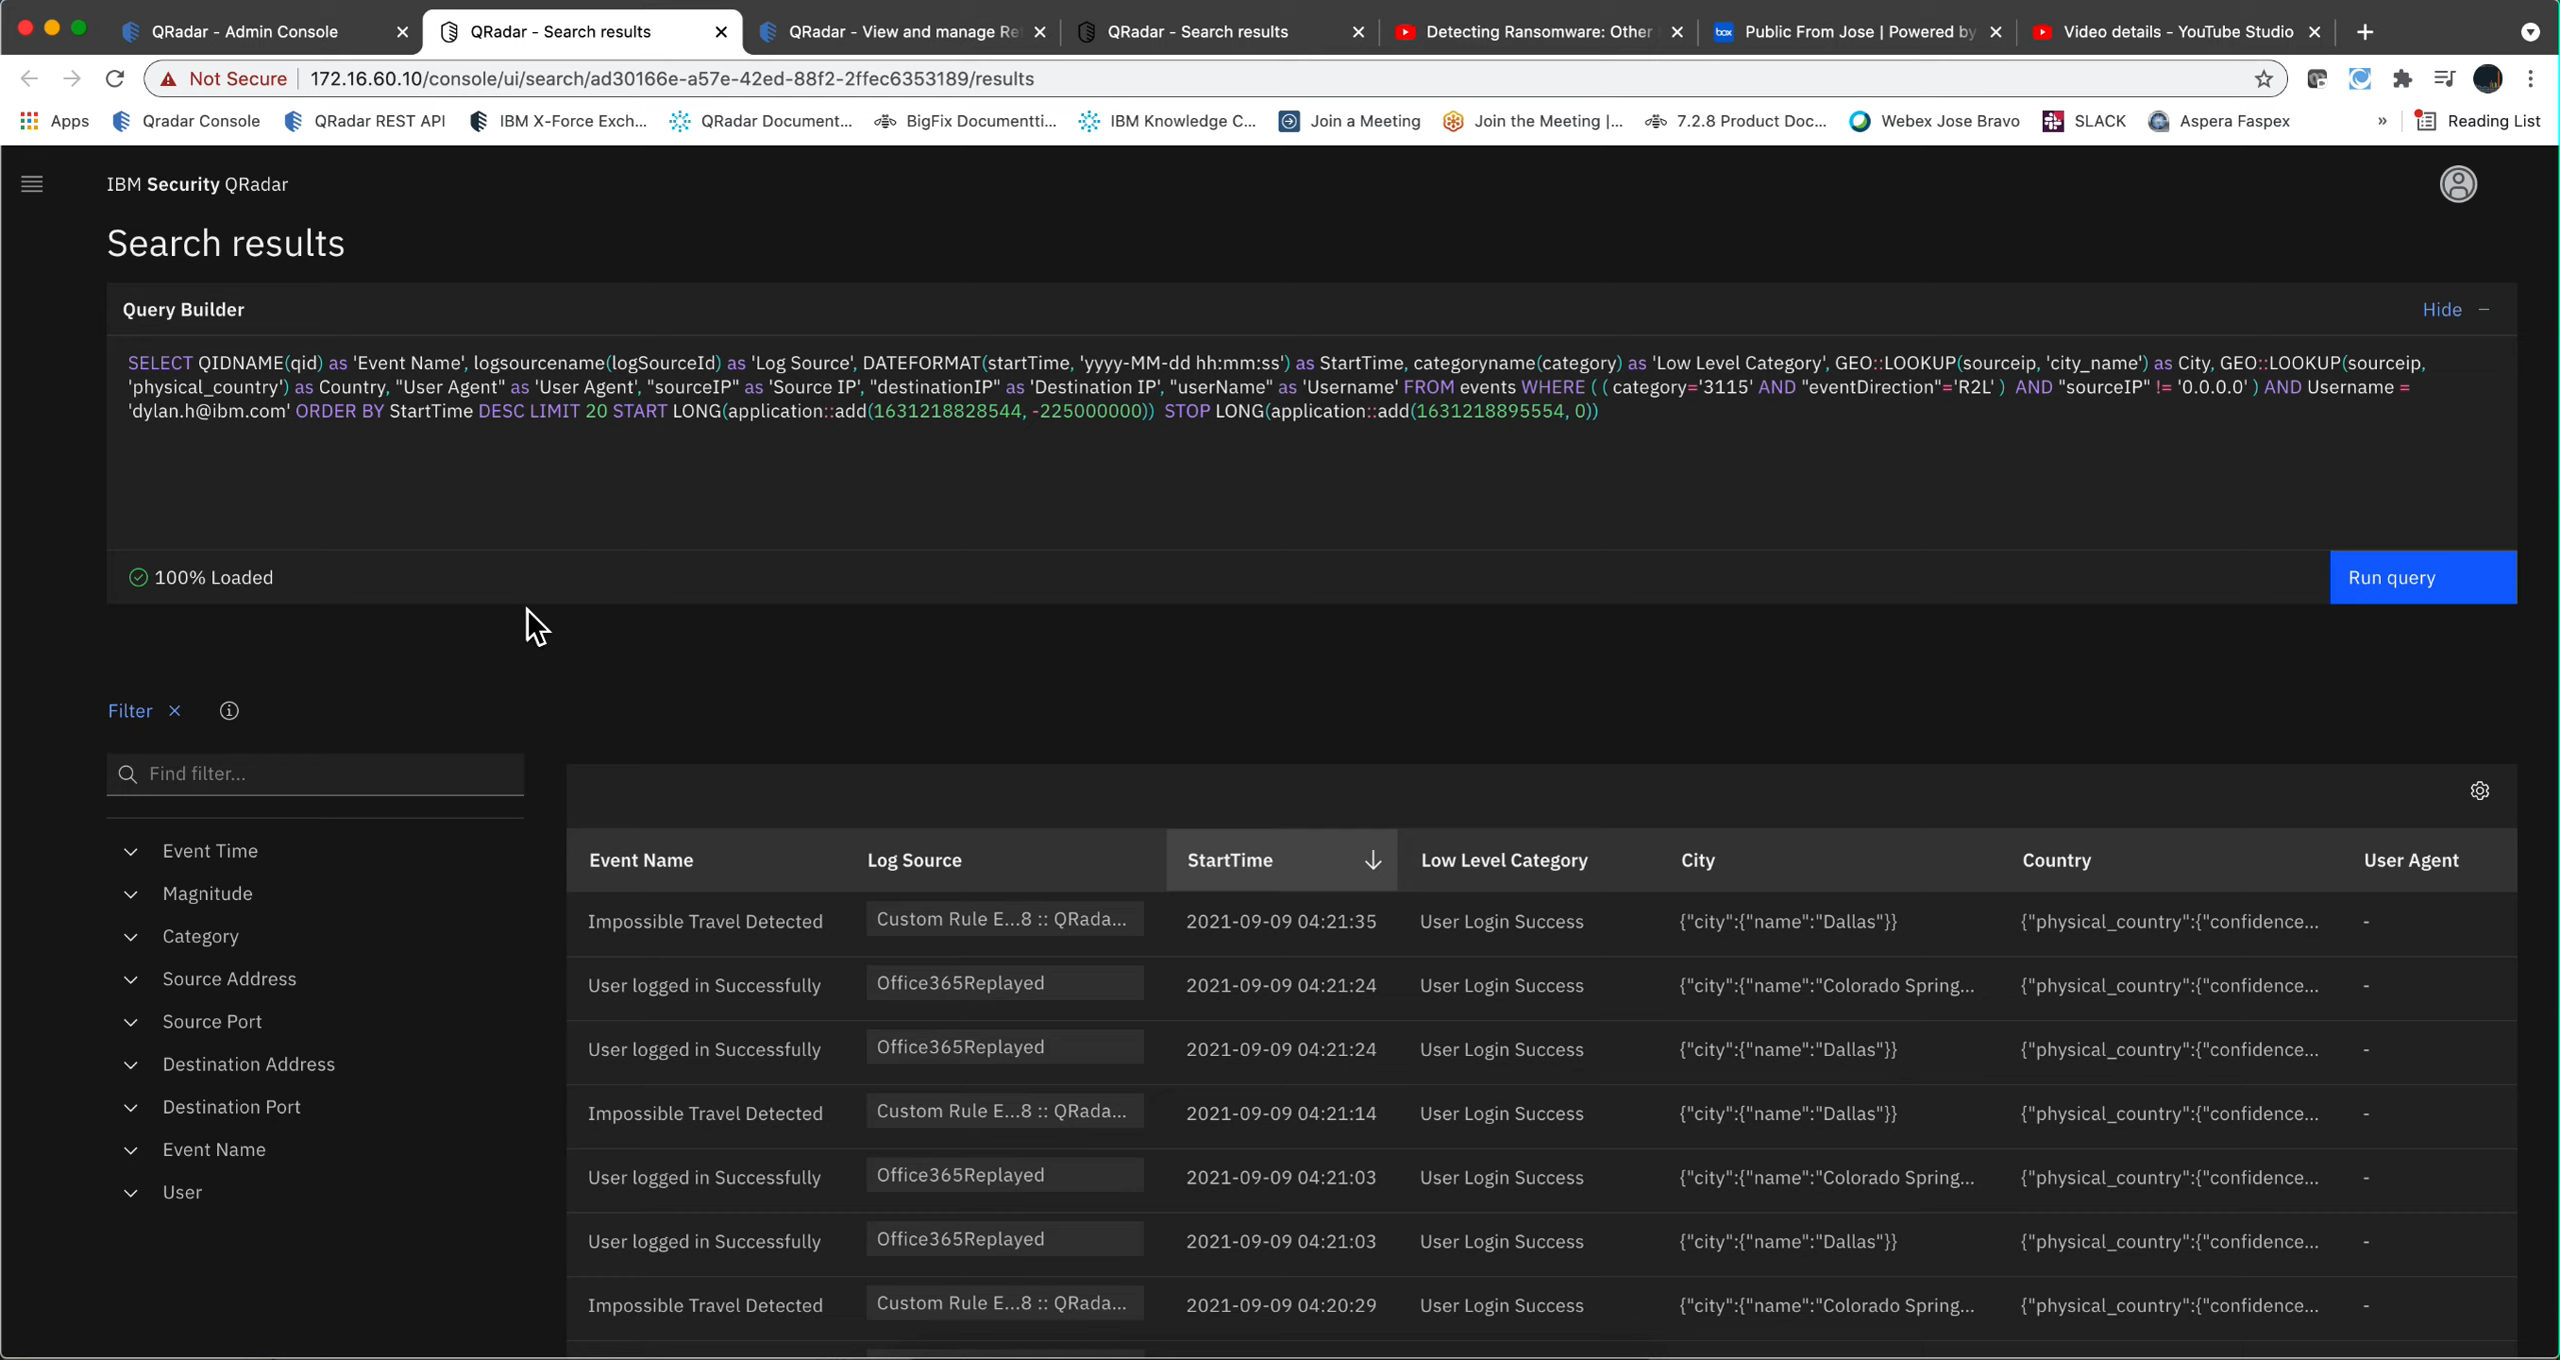 QRadar - Admin Console
QRadar - Search results
QRadar - View and manage Re
QRadar - Search results
Detecting Ransomware: Other
Public From Jose | Powered by
Video details - YouTube Studio
Not Secure 172.16.60.10/console/ui/search/ad30166e-a57e-42ed-88f2-2ffec6353189/results
Apps Qradar Console QRadar REST API IBM X-Force Exch... QRadar Document... BigFix Documentti... IBM Knowledge C... Join a Meeting Join the Meeting |... 7.2.8 Product Doc... Webex Jose Bravo SLACK Aspera Faspex » Reading List
IBM Security QRadar
Search results
Query Builder
Hide
SELECT QIDNAME(qid) as 'Event Name', logsourcename(logSourceId) as 'Log Source', DATEFORMAT(startTime, 'yyyy-MM-dd hh:mm:ss') as StartTime, categoryname(category) as 'Low Level Category', GEO::LOOKUP(sourceip, 'city_name') as City, GEO::LOOKUP(sourceip,
'physical_country') as Country, "User Agent" as 'User Agent', "sourceIP" as 'Source IP', "destinationIP" as 'Destination IP', "userName" as 'Username' FROM events WHERE ( ( category='3115' AND "eventDirection"='R2L' ) AND "sourceIP" != '0.0.0.0' ) AND Username =
'dylan.h@ibm.com' ORDER BY StartTime DESC LIMIT 20 START LONG(application::add(1631218828544, -225000000)) STOP LONG(application::add(1631218895554, 0))
100% Loaded
Run query
Filter
Find filter...
Event Time
Magnitude
Category
Source Address
Source Port
Destination Address
Destination Port
Event Name
User
Event Name Log Source StartTime Low Level Category City Country User Agent
Impossible Travel Detected Custom Rule E...8 :: QRada... 2021-09-09 04:21:35 User Login Success {"city":{"name":"Dallas"}} {"physical_country":{"confidence... -
User logged in Successfully Office365Replayed 2021-09-09 04:21:24 User Login Success {"city":{"name":"Colorado Spring... {"physical_country":{"confidence... -
User logged in Successfully Office365Replayed 2021-09-09 04:21:24 User Login Success {"city":{"name":"Dallas"}} {"physical_country":{"confidence... -
Impossible Travel Detected Custom Rule E...8 :: QRada... 2021-09-09 04:21:14 User Login Success {"city":{"name":"Dallas"}} {"physical_country":{"confidence... -
User logged in Successfully Office365Replayed 2021-09-09 04:21:03 User Login Success {"city":{"name":"Colorado Spring... {"physical_country":{"confidence... -
User logged in Successfully Office365Replayed 2021-09-09 04:21:03 User Login Success {"city":{"name":"Dallas"}} {"physical_country":{"confidence... -
Impossible Travel Detected Custom Rule E...8 :: QRada... 2021-09-09 04:20:29 User Login Success {"city":{"name":"Colorado Spring... {"physical_country":{"confidence... -